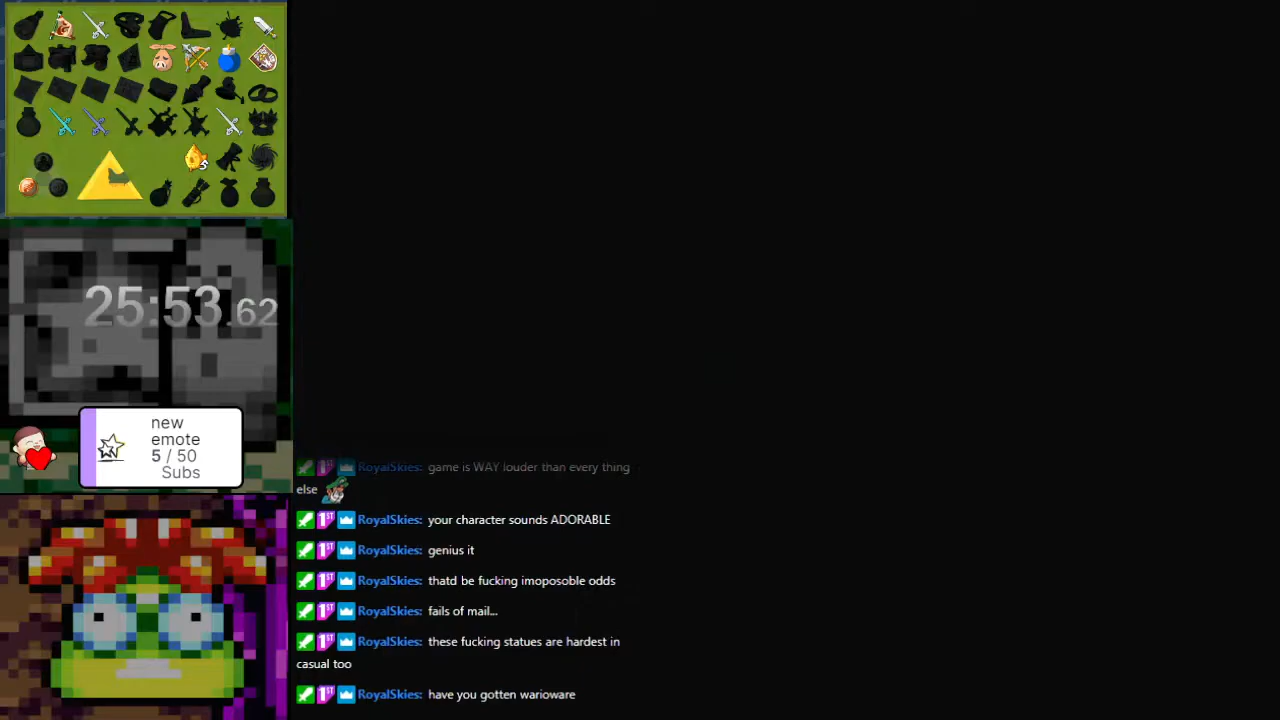 5
25:53.62
new
emote
5 / 50
Subs
RoyalSkies: game is WAY louder than every thing
else
RoyalSkies: your character sounds ADORABLE
RoyalSkies: genius it
RoyalSkies: thatd be fucking imoposoble odds
RoyalSkies: fails of mail...
RoyalSkies: these fucking statues are hardest in
casual too
RoyalSkies: have you gotten warioware